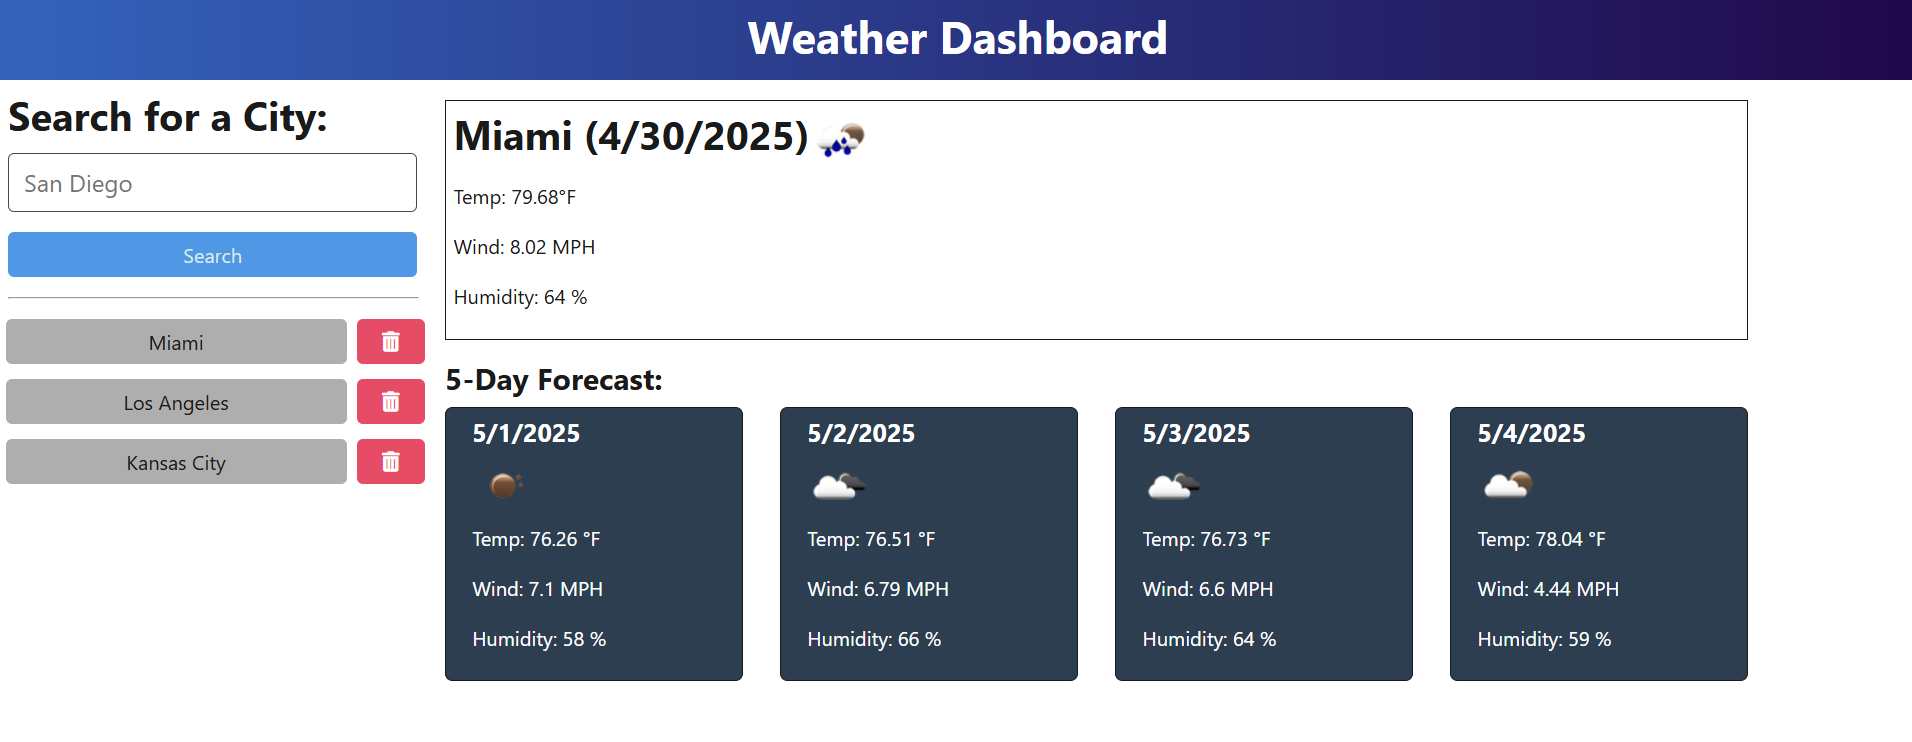 Weather Dashboard
Search for a City:
San Diego
Search
Miami
Los Angeles
Kansas City
Miami (4/30/2025)
Temp: 79.68°F
Wind: 8.02 MPH
Humidity: 64 %
5-Day Forecast:
5/1/2025
Temp: 76.26 °F
Wind: 7.1 MPH
Humidity: 58 %
5/2/2025
Temp: 76.51 °F
Wind: 6.79 MPH
Humidity: 66 %
5/3/2025
Temp: 76.73 °F
Wind: 6.6 MPH
Humidity: 64 %
5/4/2025
Temp: 78.04 °F
Wind: 4.44 MPH
Humidity: 59 %